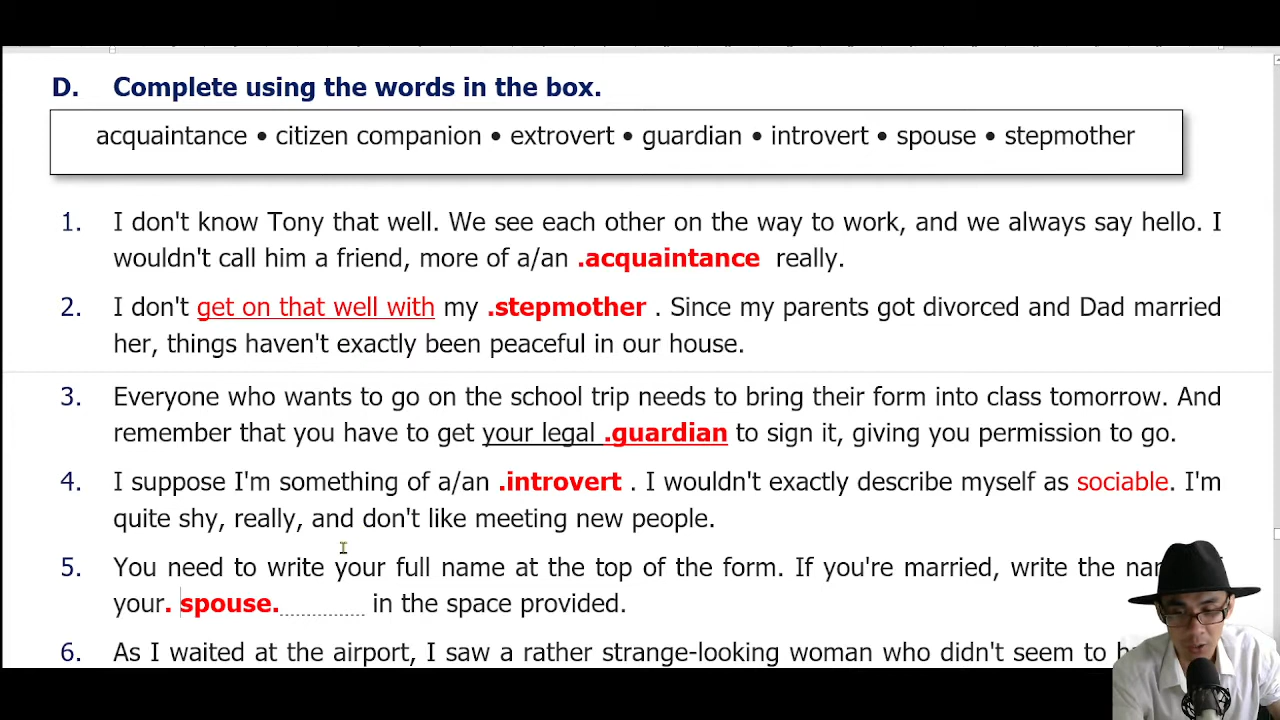 D. Complete using the words in the box.
acquaintance • citizen companion • extrovert • guardian • introvert • spouse • stepmother
1. I don't know Tony that well. We see each other on the way to work, and we always say hello. I
wouldn't call him a friend, more of a/an .acquaintance really.
2. I don't get on that well with my .stepmother . Since my parents got divorced and Dad married
her, things haven't exactly been peaceful in our house.
3. Everyone who wants to go on the school trip needs to bring their form into class tomorrow. And
remember that you have to get your legal .guardian to sign it, giving you permission to go.
4. I suppose I'm something of a/an .introvert . I wouldn't exactly describe myself as sociable. I'm
quite shy, really, and don't like meeting new people.
5. You need to write your full name at the top of the form. If you're married, write the
your. spouse........... in the space provided.
6. As I waited at the airport, I saw a rather strange-looking woman who didn't seem to